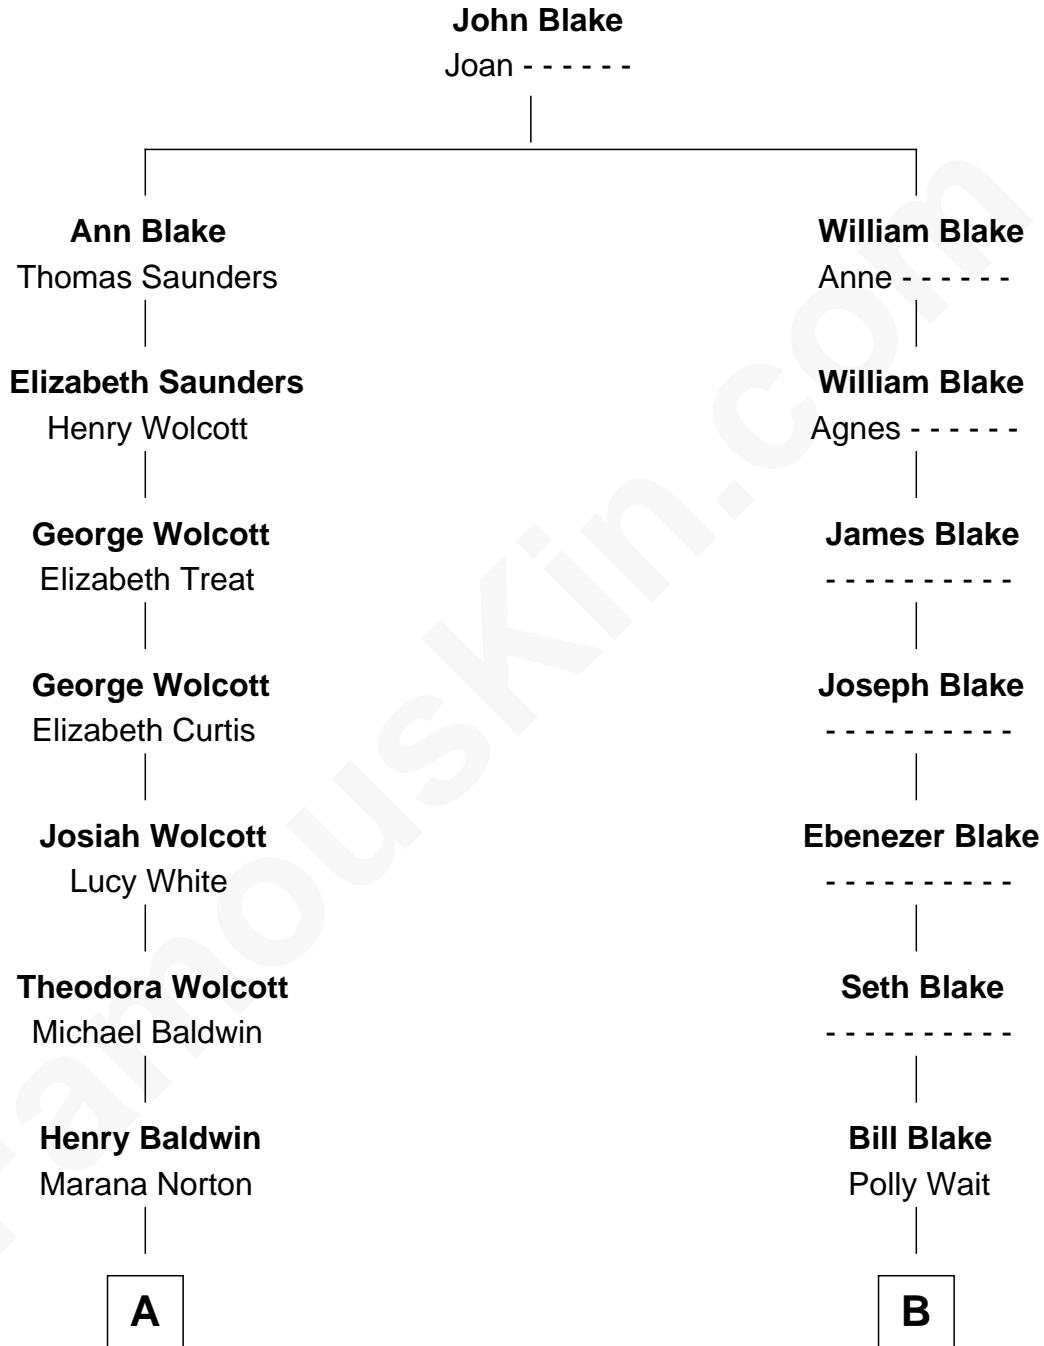 John Blake
Joan - - - - - -
Ann Blake
Thomas Saunders
William Blake
Anne - - - - - -
Elizabeth Saunders
Henry Wolcott
William Blake
Agnes - - - - - -
George Wolcott
Elizabeth Treat
James Blake
- - - - - - - - - -
George Wolcott
Elizabeth Curtis
Joseph Blake
- - - - - - - - - -
Josiah Wolcott
Lucy White
Ebenezer Blake
- - - - - - - - - -
Theodora Wolcott
Michael Baldwin
Seth Blake
- - - - - - - - - -
Henry Baldwin
Marana Norton
Bill Blake
Polly Wait
A
B
FamousKin.com